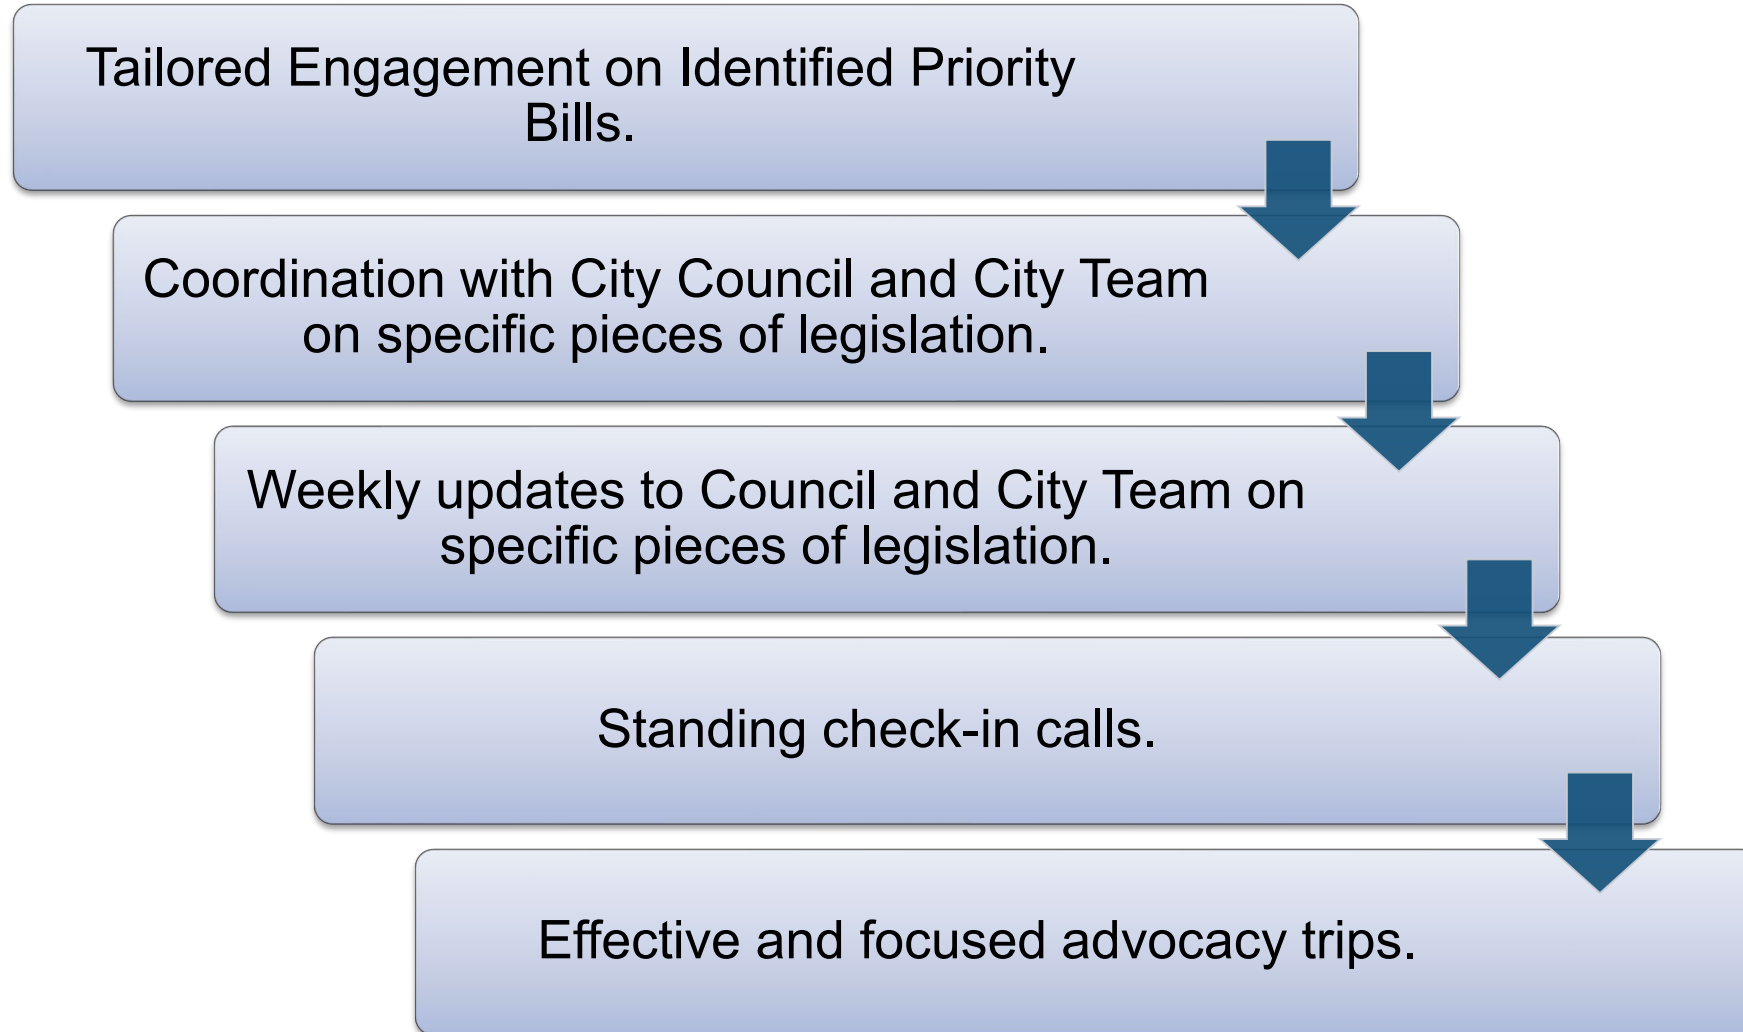 Tailored Engagement on Identified Priority
Bills.
Coordination with City Council and City Team
on specific pieces of legislation.
Weekly updates to Council and City Team on
specific pieces of legislation.
Standing check-in calls.
Effective and focused advocacy trips.